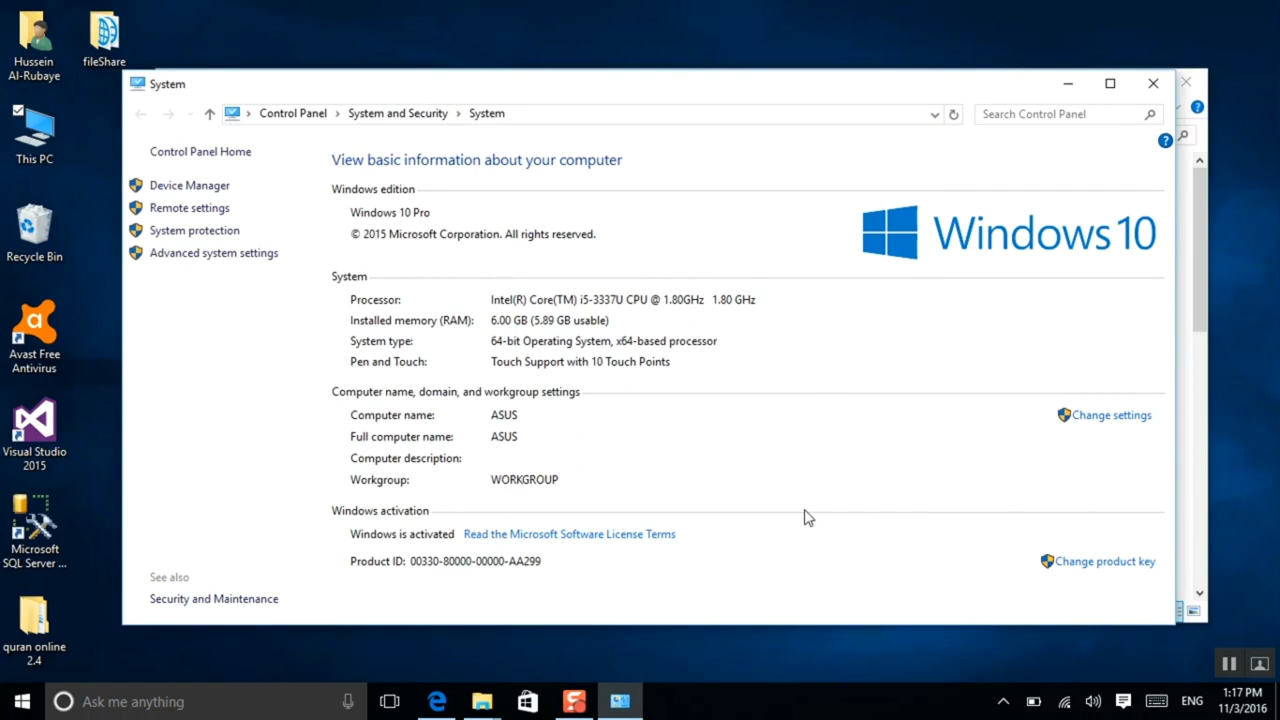 Hussein
Al-Rubaye
fileShare
This PC
Recycle Bin
Avast Free
Antivirus
Visual Studio
2015
Microsoft
SQL Server ...
quran online
2.4
System
Control Panel › System and Security › System
Search Control Panel
Control Panel Home
Device Manager
Remote settings
System protection
Advanced system settings
See also
Security and Maintenance
View basic information about your computer
Windows edition
Windows 10 Pro
© 2015 Microsoft Corporation. All rights reserved.
Windows 10
System
Processor: Intel(R) Core(TM) i5-3337U CPU @ 1.80GHz 1.80 GHz
Installed memory (RAM): 6.00 GB (5.89 GB usable)
System type: 64-bit Operating System, x64-based processor
Pen and Touch: Touch Support with 10 Touch Points
Computer name, domain, and workgroup settings
Computer name: ASUS
Change settings
Full computer name: ASUS
Computer description:
Workgroup: WORKGROUP
Windows activation
Windows is activated Read the Microsoft Software License Terms
Product ID: 00330-80000-00000-AA299
Change product key
Ask me anything
ENG
1:17 PM
11/3/2016